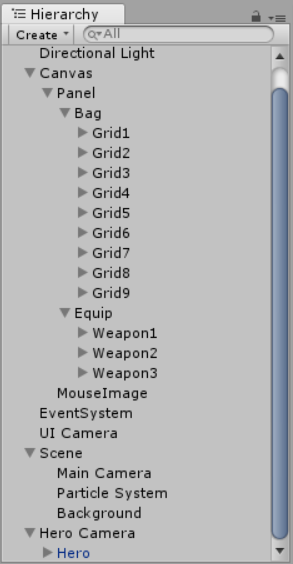 Hierarchy
Create All
Directional Light
Canvas
Panel
Bag
Grid1
Grid2
Grid3
Grid4
Grid5
Grid6
Grid7
Grid8
Grid9
Equip
Weapon1
Weapon2
Weapon3
MouseImage
EventSystem
UI Camera
Scene
Main Camera
Particle System
Background
Hero Camera
Hero